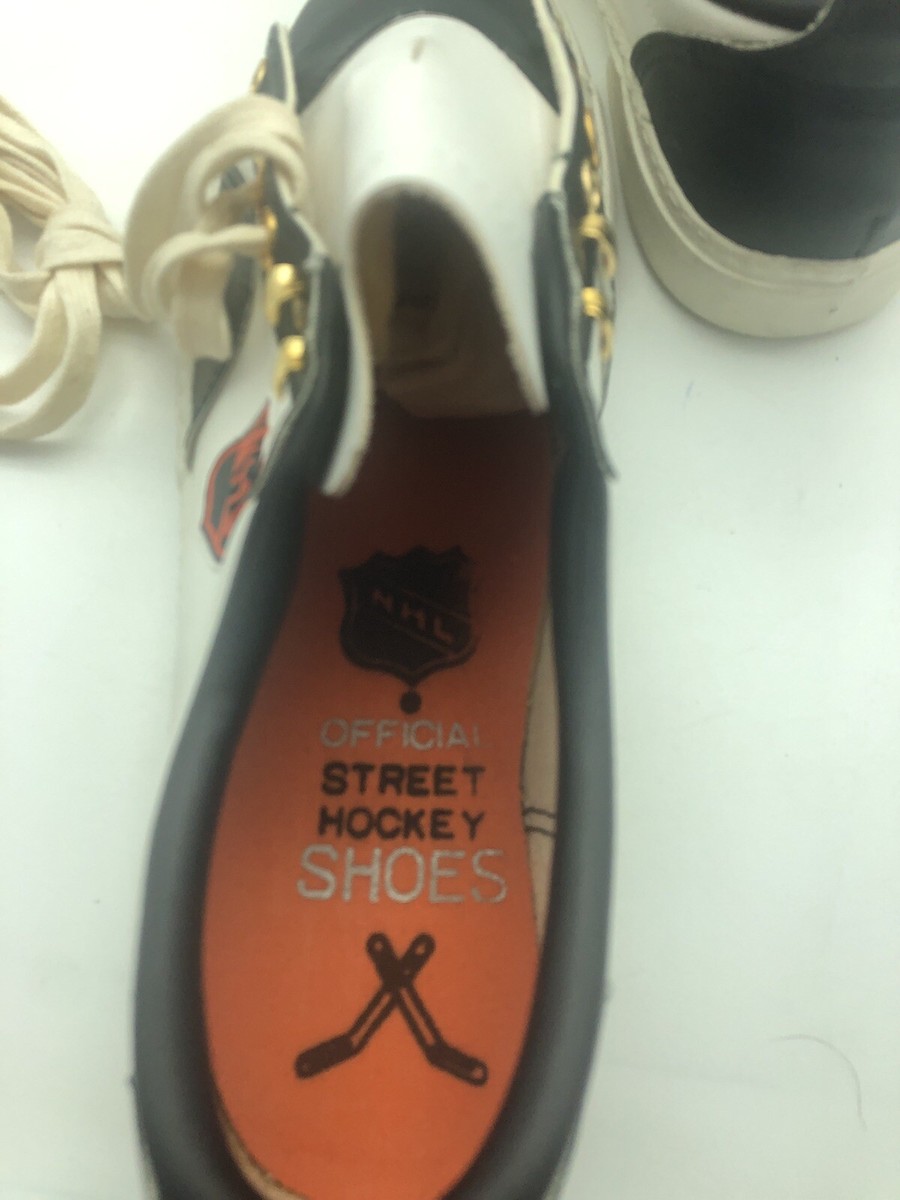 NHL
OFFICIAL
STREET
HOCKEY
SHOES